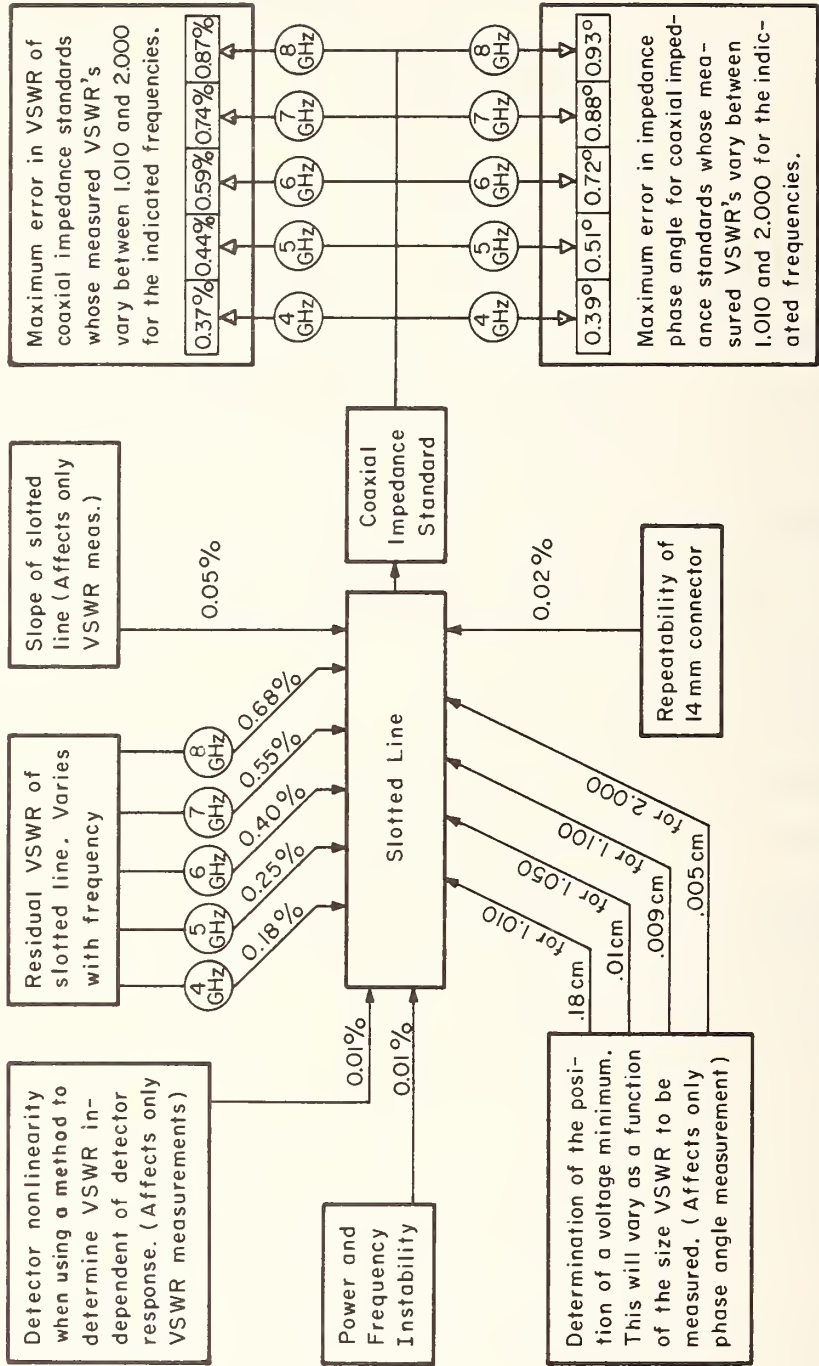 Detector nonlinearity
when using a method to
determine VSWR in-
dependent of detector
response. (Affects only
VSWR measurements)
0.01%
Power and
Frequency
Instability
0.01%
Residual VSWR of
slotted line. Varies
with frequency
4 GHz
5 GHz
6 GHz
7 GHz
8 GHz
0.18%
0.25%
0.40%
0.55%
0.68%
Slope of slotted
line (Affects only
VSWR meas.)
0.05%
Slotted Line
Determination of the posi-
tion of a voltage minimum.
This will vary as a function
of the size VSWR to be
measured. (Affects only
phase angle measurement)
.18 cm
for 1.010
.01 cm
for 1.050
.009 cm
for 1.100
.005 cm
for 2.000
Repeatability of
14 mm connector
0.02%
Coaxial
Impedance
Standard
Maximum error in VSWR of
coaxial impedance standards
whose measured VSWR's
vary between 1.010 and 2.000
for the indicated frequencies.
0.37% 0.44% 0.59% 0.74% 0.87%
4 GHz
5 GHz
6 GHz
7 GHz
8 GHz
4 GHz
5 GHz
6 GHz
7 GHz
8 GHz
0.39° 0.51° 0.72° 0.88° 0.93°
Maximum error in impedance
phase angle for coaxial imped-
ance standards whose mea-
sured VSWR's vary between
1.010 and 2.000 for the indic-
ated frequencies.